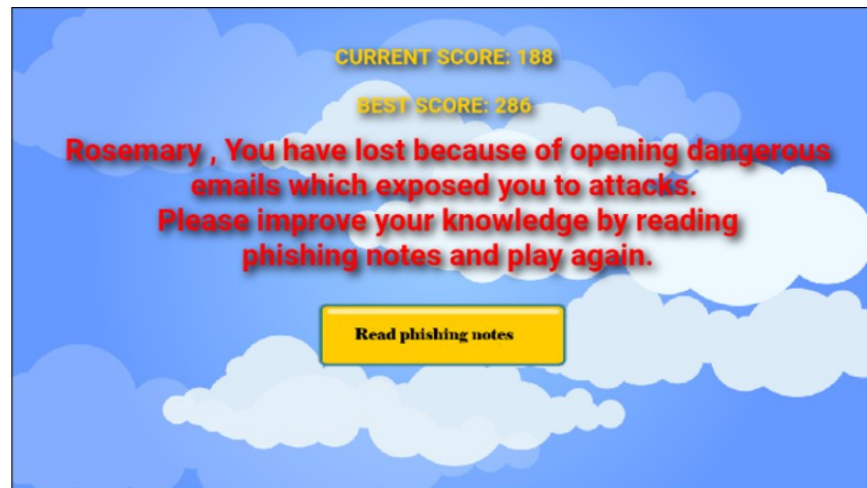 CURRENT SCORE: 188
BEST SCORE: 286
Rosemary , You have lost because of opening dangerous
emails which exposed you to attacks.
Please improve your knowledge by reading
phishing notes and play again.
Read phishing notes